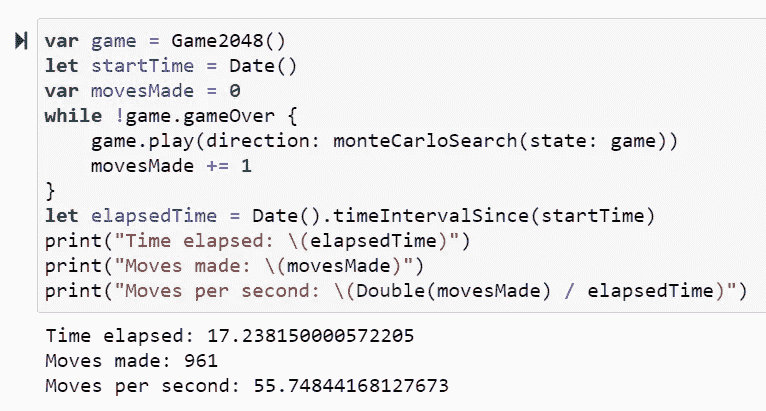 var game = Game2048()
let startTime = Date()
var movesMade = 0
while !game.gameOver {
    game.play(direction: monteCarloSearch(state: game))
    movesMade += 1
}
let elapsedTime = Date().timeIntervalSince(startTime)
print("Time elapsed: \(elapsedTime)")
print("Moves made: \(movesMade)")
print("Moves per second: \(Double(movesMade) / elapsedTime)")
Time elapsed: 17.238150000572205
Moves made: 961
Moves per second: 55.74844168127673